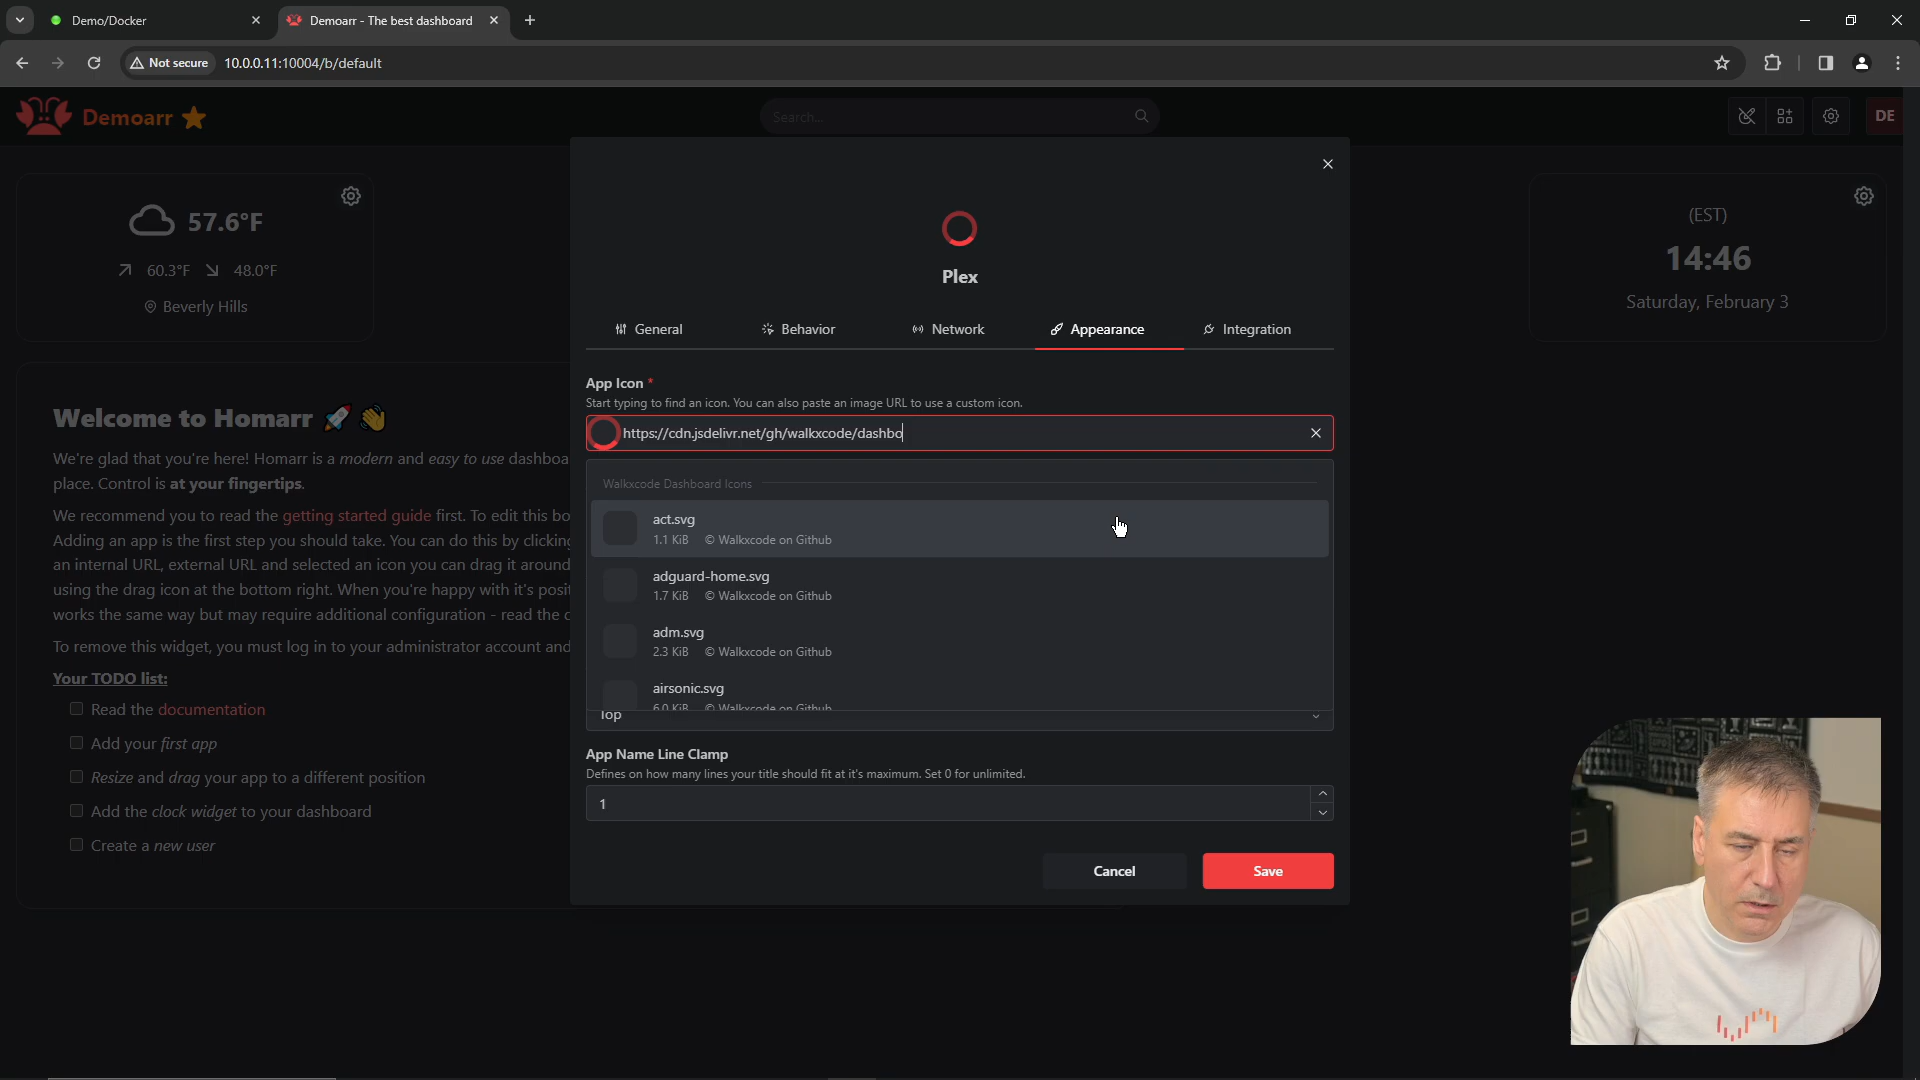 Demo/Docker
Demoarr - The best dashboard
Not secure
10.0.0.11:10004/b/default
Demoarr
Search...
DE
57.6°F
60.3°F
48.0°F
Beverly Hills
(EST)
14:46
Saturday, February 3
Welcome to Homarr
We're glad that you're here! Homarr is a modern and easy to use dashboa
place. Control is at your fingertips.
We recommend you to read the getting started guide first. To edit this bo
Adding an app is the first step you should take. You can do this by clicking
an internal URL, external URL and selected an icon you can drag it around
using the drag icon at the bottom right. When you're happy with it's posit
works the same way but may require additional configuration - read the c
To remove this widget, you must log in to your administrator account and
Your TODO list:
Read the documentation
Add your first app
Resize and drag your app to a different position
Add the clock widget to your dashboard
Create a new user
Plex
General
Behavior
Network
Appearance
Integration
App Icon *
Start typing to find an icon. You can also paste an image URL to use a custom icon.
https://cdn.jsdelivr.net/gh/walkxcode/dashbo
Walkxcode Dashboard Icons
act.svg
1.1 KiB © Walkxcode on Github
adguard-home.svg
1.7 KiB © Walkxcode on Github
adm.svg
2.3 KiB © Walkxcode on Github
airsonic.svg
6.0 KiB © Walkxcode on Github
Top
App Name Line Clamp
Defines on how many lines your title should fit at it's maximum. Set 0 for unlimited.
1
Cancel
Save